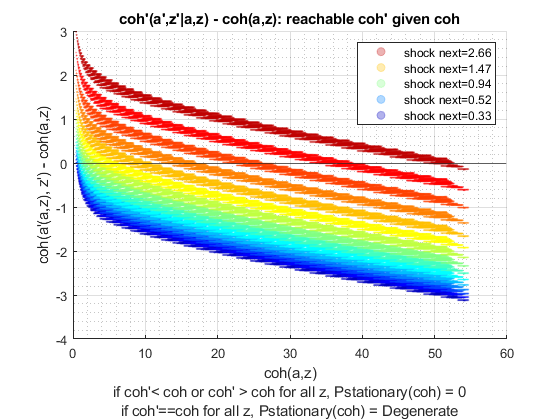 coh'(a',z'|a,z) - coh(a,z): reachable coh' given coh
3
2
1
0
-1
-2
-3
-4
coh(a'(a,z), z') - coh(a,z)
shock next=2.66
shock next=1.47
shock next=0.94
shock next=0.52
shock next=0.33
0 10 20 30 40 50 60
coh(a,z)
if coh'< coh or coh' > coh for all z, Pstationary(coh) = 0
if coh'==coh for all z, Pstationary(coh) = Degenerate